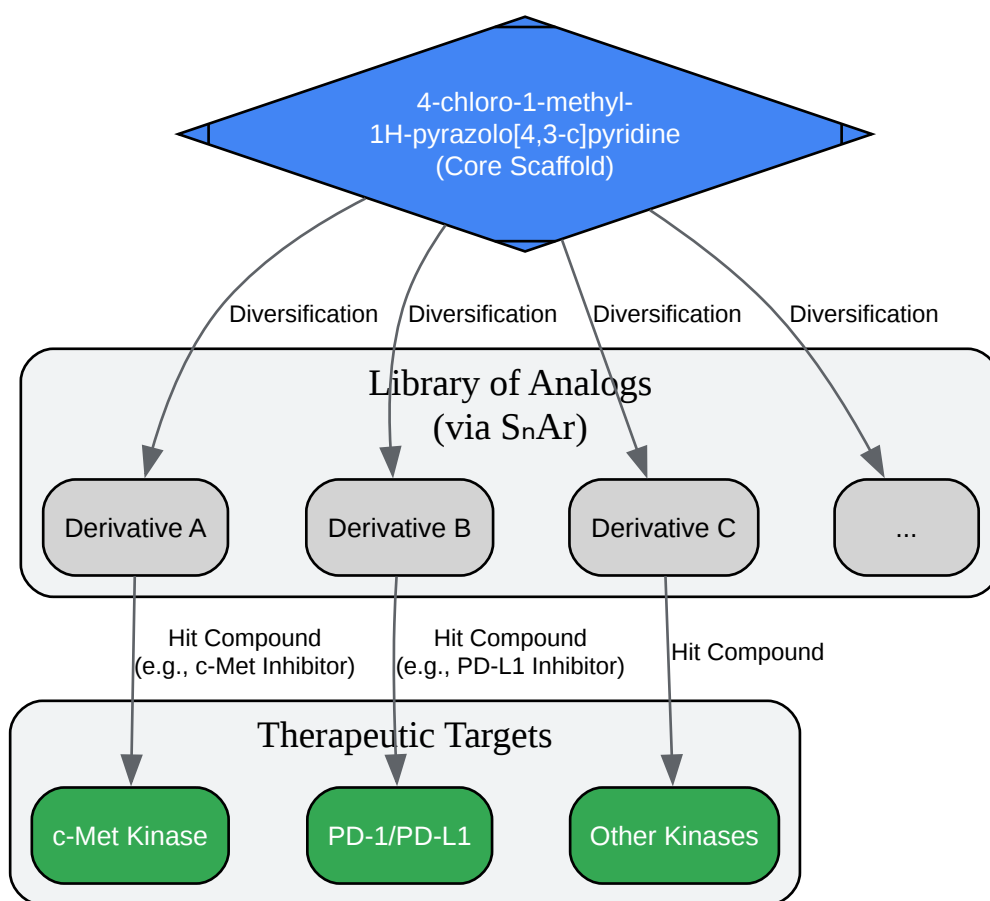 4-chloro-1-methyl-
1H-pyrazolo[4,3-c]pyridine
(Core Scaffold)
Diversification
Diversification
Diversification
Diversification
Library of Analogs
(via SₙAr)
Derivative A
Derivative B
Derivative C
...
Hit Compound
(e.g., c-Met Inhibitor)
Hit Compound
(e.g., PD-L1 Inhibitor)
Hit Compound
Therapeutic Targets
c-Met Kinase
PD-1/PD-L1
Other Kinases